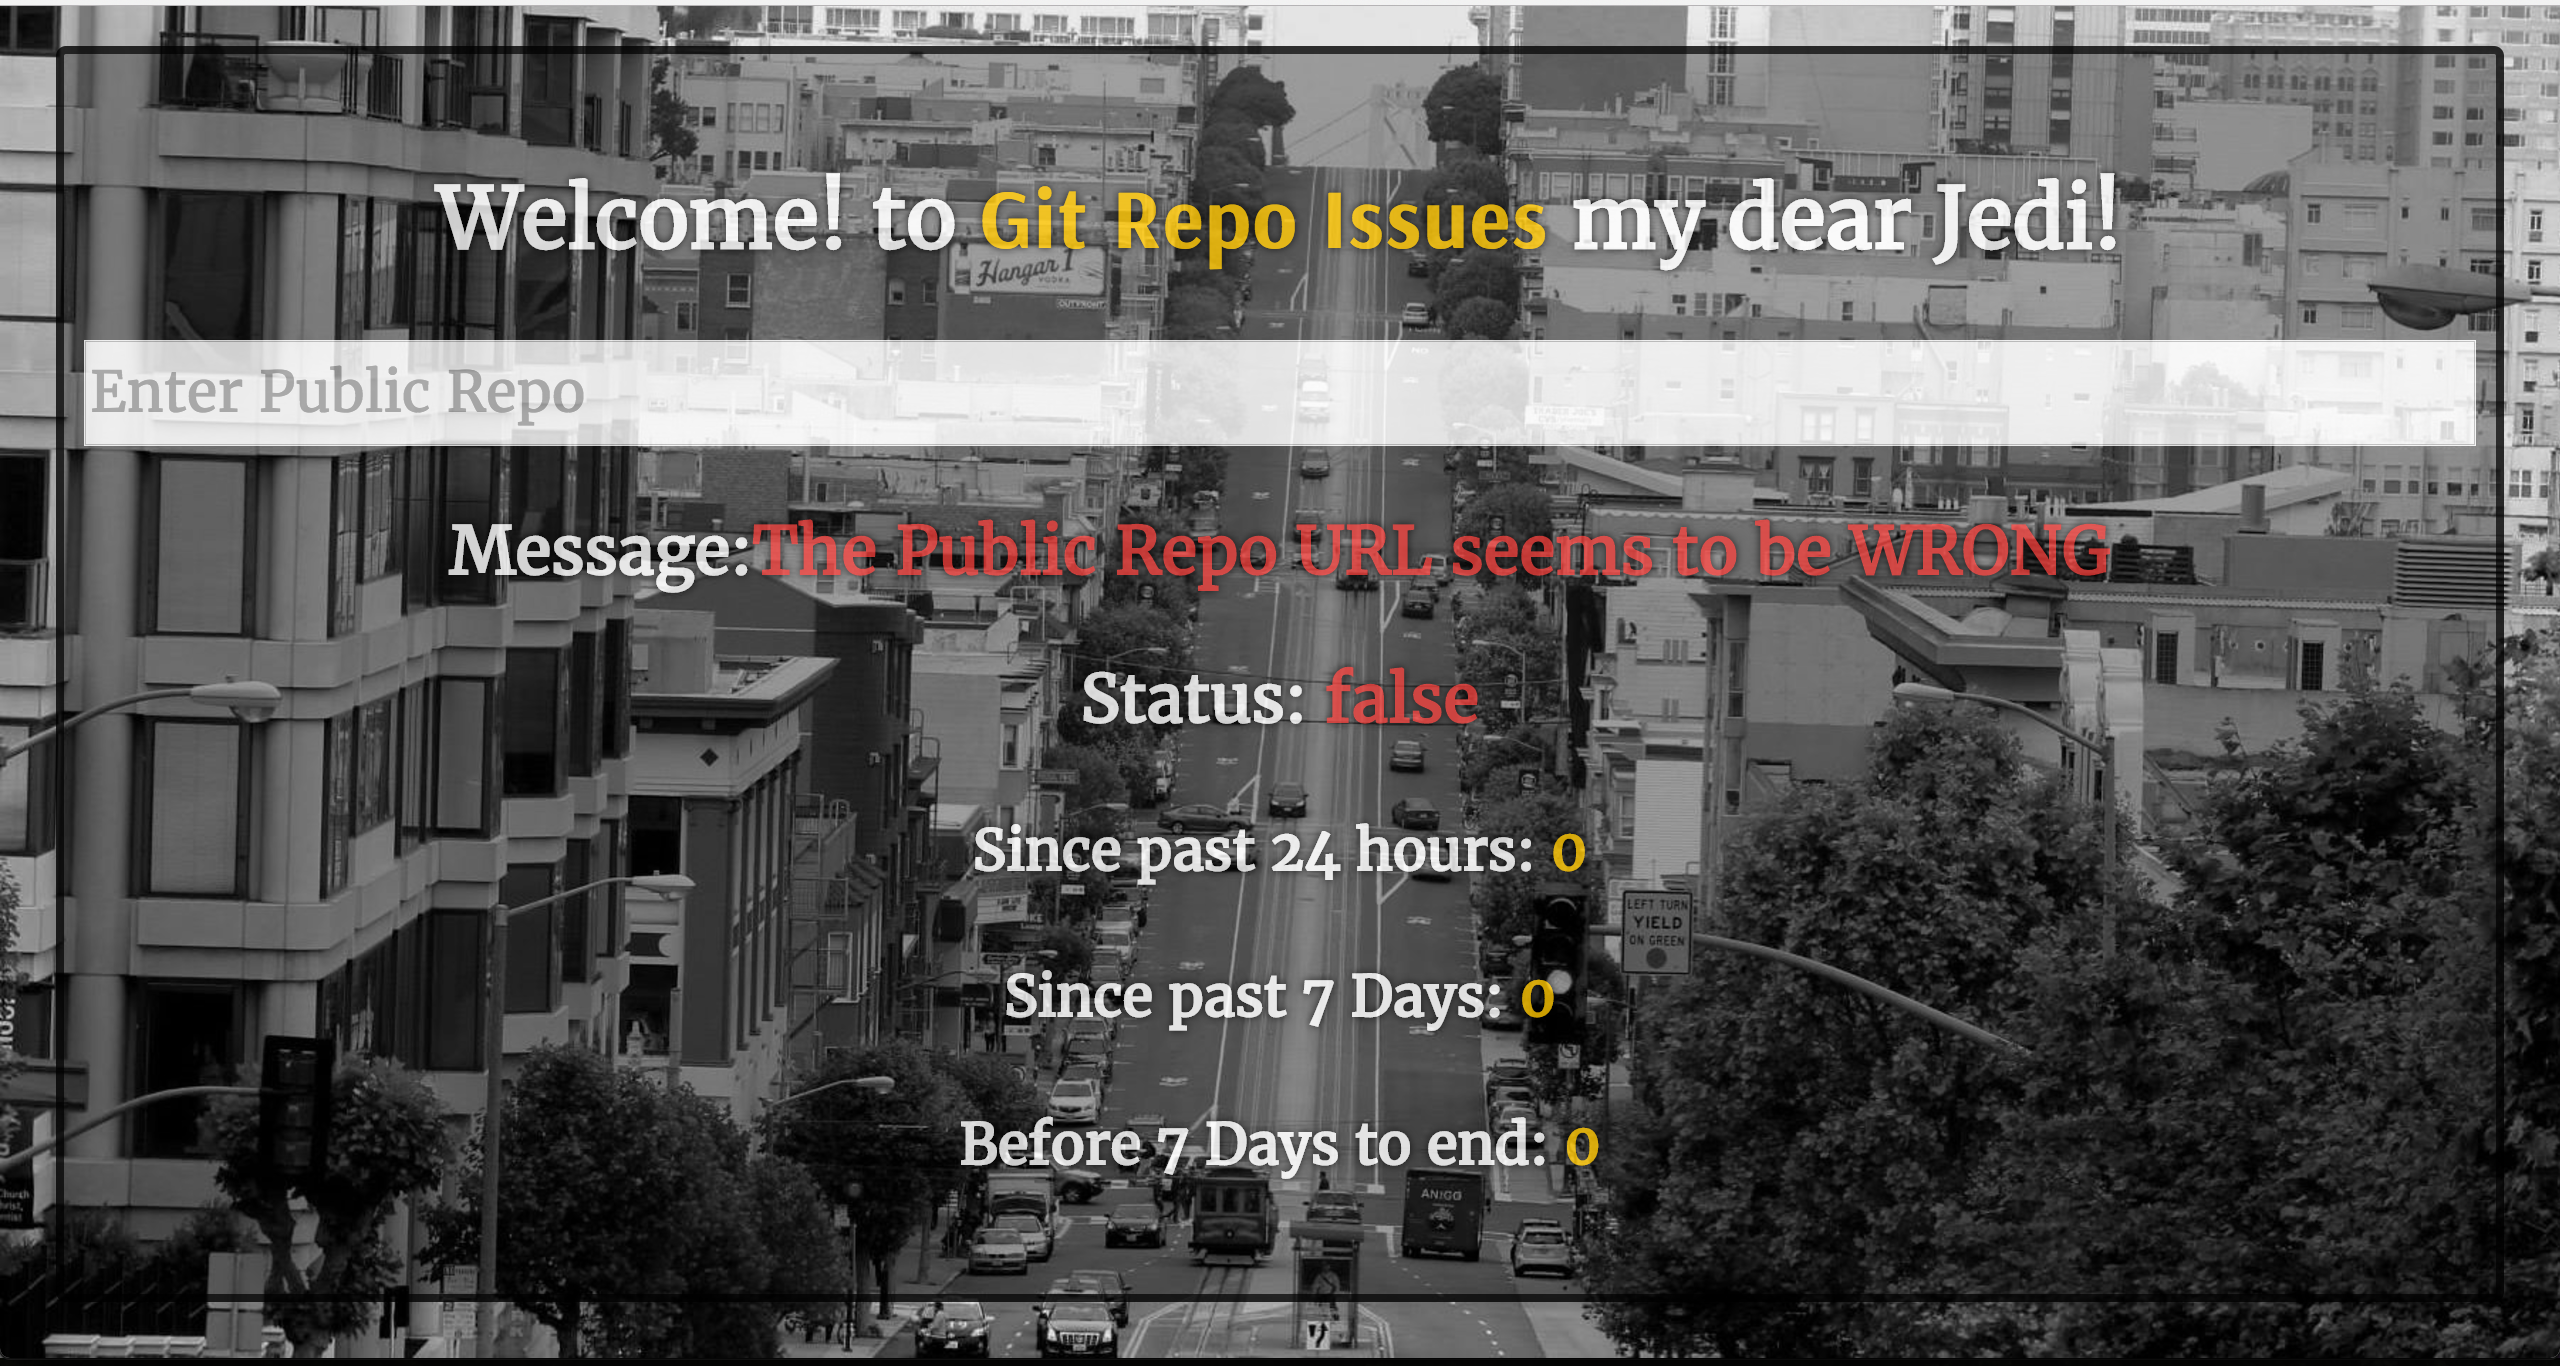 Welcome! to Git Repo Issues my dear Jedi!
Hangar 1
VODKA
OUTFRONT
Enter Public Repo
Message:The Public Repo URL seems to be WRONG
Status: false
Since past 24 hours: 0
LEFT TURN
YIELD
ON GREEN
Since past 7 Days: 0
Before 7 Days to end: 0
ANIGO